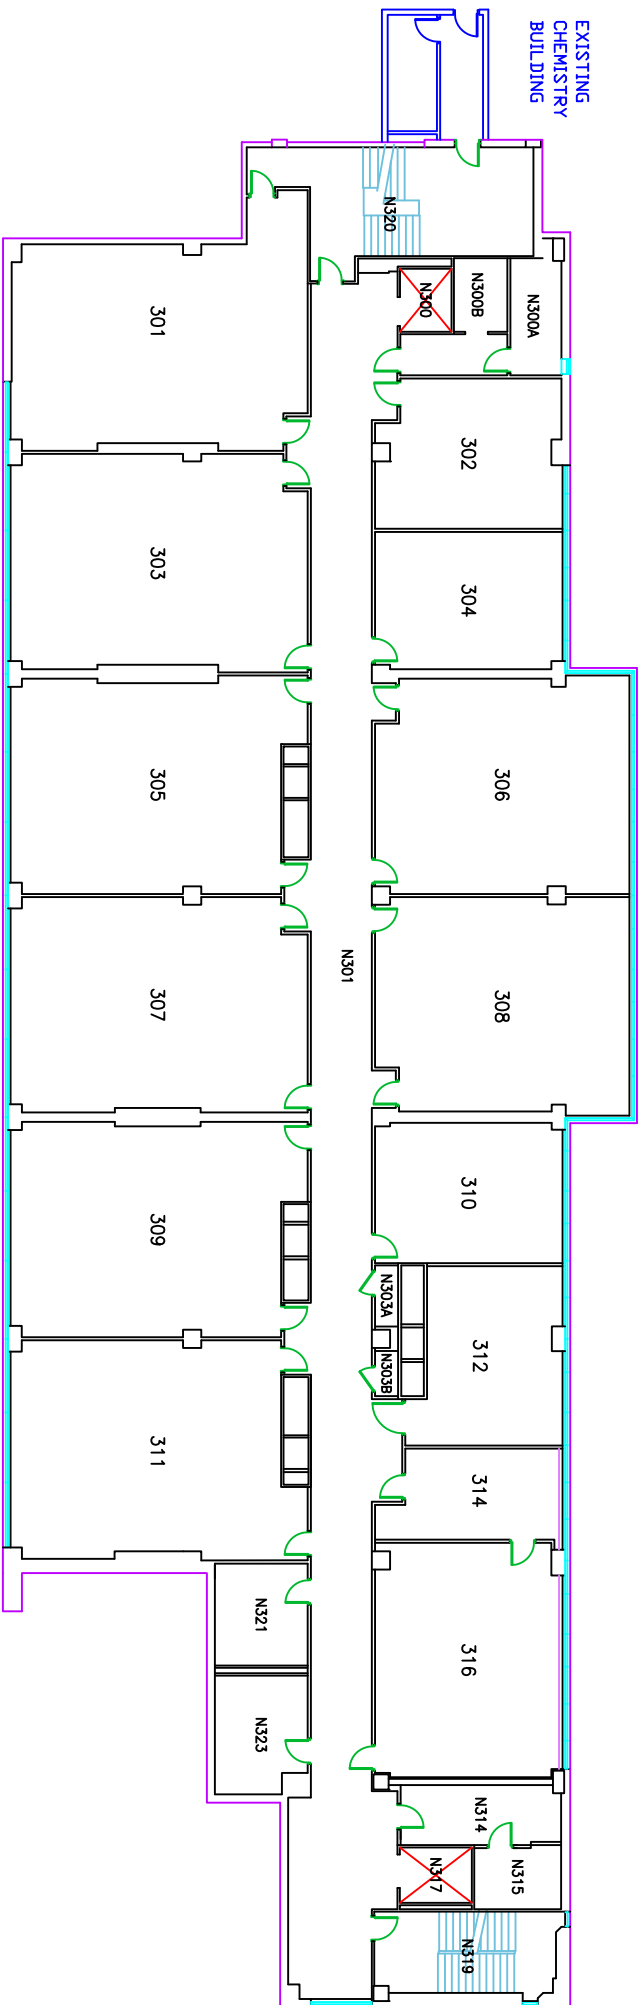 EXISTING
CHEMISTRY
BUILDING
N320
N300
N300B
N300A
301
302
303
304
305
306
N301
307
308
309
310
N303A
N303B
312
311
314
316
N321
N323
N314
N315
N317
N319